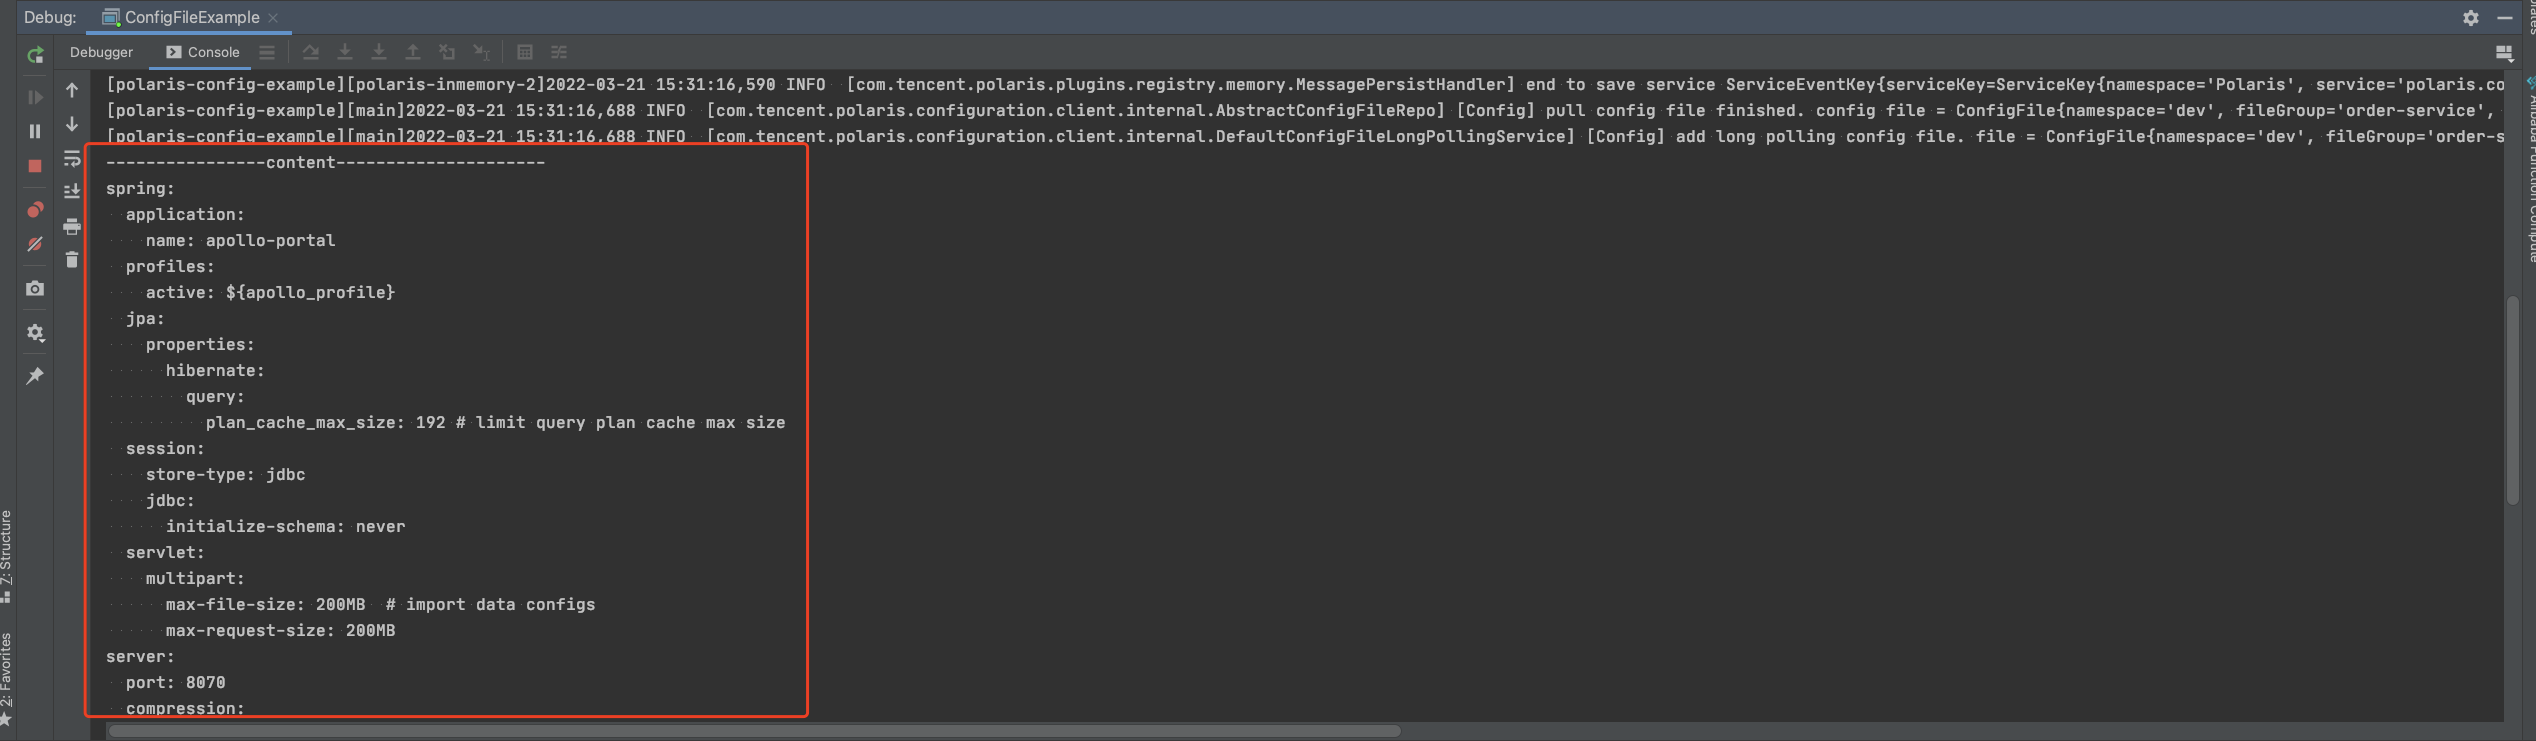 Debug: ConfigFileExample
Debugger Console
[polaris-config-example][polaris-inmemory-2]2022-03-21 15:31:16,590 INFO  [com.tencent.polaris.plugins.registry.memory.MessagePersistHandler] end to save service ServiceEventKey{serviceKey=ServiceKey{namespace='Polaris', service='polaris.co
[polaris-config-example][main]2022-03-21 15:31:16,688 INFO  [com.tencent.polaris.configuration.client.internal.AbstractConfigFileRepo] [Config] pull config file finished. config file = ConfigFile{namespace='dev', fileGroup='order-service',
[polaris-config-example][main]2022-03-21 15:31:16,688 INFO  [com.tencent.polaris.configuration.client.internal.DefaultConfigFileLongPollingService] [Config] add long polling config file. file = ConfigFile{namespace='dev', fileGroup='order-s
----------------content---------------------
spring:
  application:
    name: apollo-portal
  profiles:
    active: ${apollo_profile}
  jpa:
    properties:
      hibernate:
        query:
          plan_cache_max_size: 192 # limit query plan cache max size
  session:
    store-type: jdbc
    jdbc:
      initialize-schema: never
  servlet:
    multipart:
      max-file-size: 200MB  # import data configs
      max-request-size: 200MB
server:
  port: 8070
  compression:
7: Structure
2: Favorites
Alibaba Function Compute